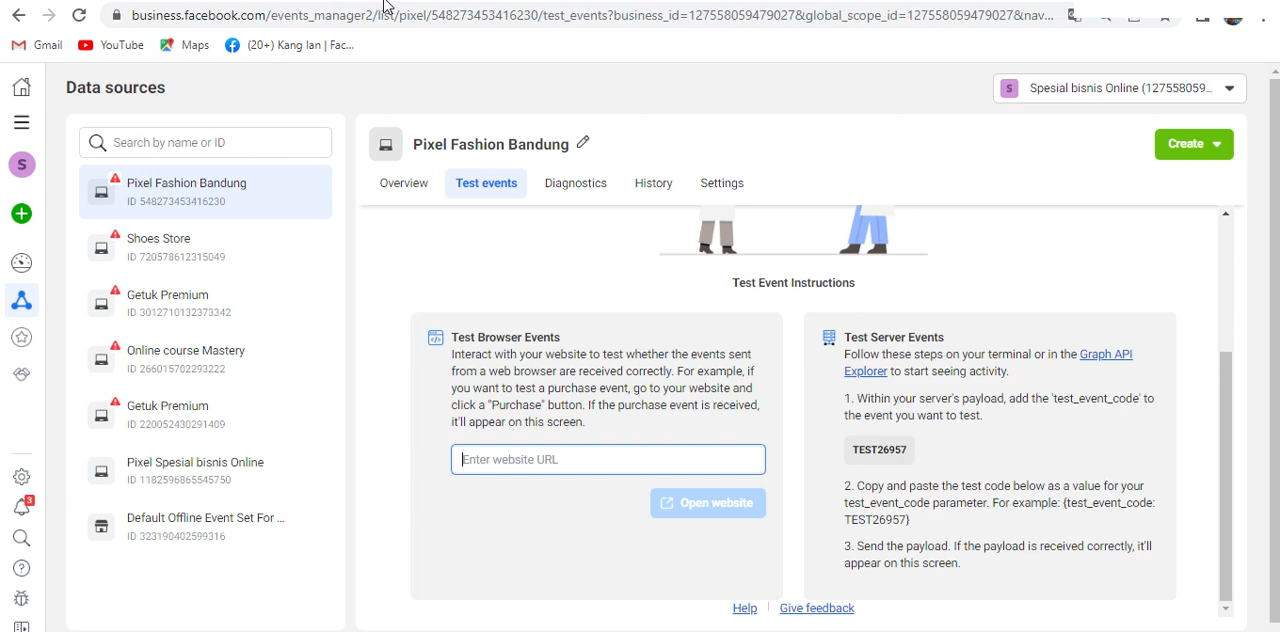 business.facebook.com/events_manager2/list/pixel/548273453416230/test_events?business_id=127558059479027&global_scope_id=127558059479027&nav...
Gmail YouTube Maps (20+) Kang Ian | Fac...
Data sources
S Spesial bisnis Online (127558059...
Search by name or ID
S
Pixel Fashion Bandung
ID 548273453416230
Shoes Store
ID 720578612315049
Getuk Premium
ID 3012710132373342
Online course Mastery
ID 266015702293222
Getuk Premium
ID 220052430291409
Pixel Spesial bisnis Online
ID 1182596865545750
Default Offline Event Set For ...
ID 323190402599316
3
Pixel Fashion Bandung
Create
Overview Test events Diagnostics History Settings
Test Event Instructions
Test Browser Events
Interact with your website to test whether the events sent
from a web browser are received correctly. For example, if
you want to test a purchase event, go to your website and
click a "Purchase" button. If the purchase event is received,
it'll appear on this screen.
Enter website URL
Open website
Test Server Events
Follow these steps on your terminal or in the Graph API
Explorer to start seeing activity.
1. Within your server's payload, add the 'test_event_code' to
the event you want to test.
TEST26957
2. Copy and paste the test code below as a value for your
test_event_code parameter. For example: {test_event_code:
TEST26957}
3. Send the payload. If the payload is received correctly, it'll
appear on this screen.
Help Give feedback